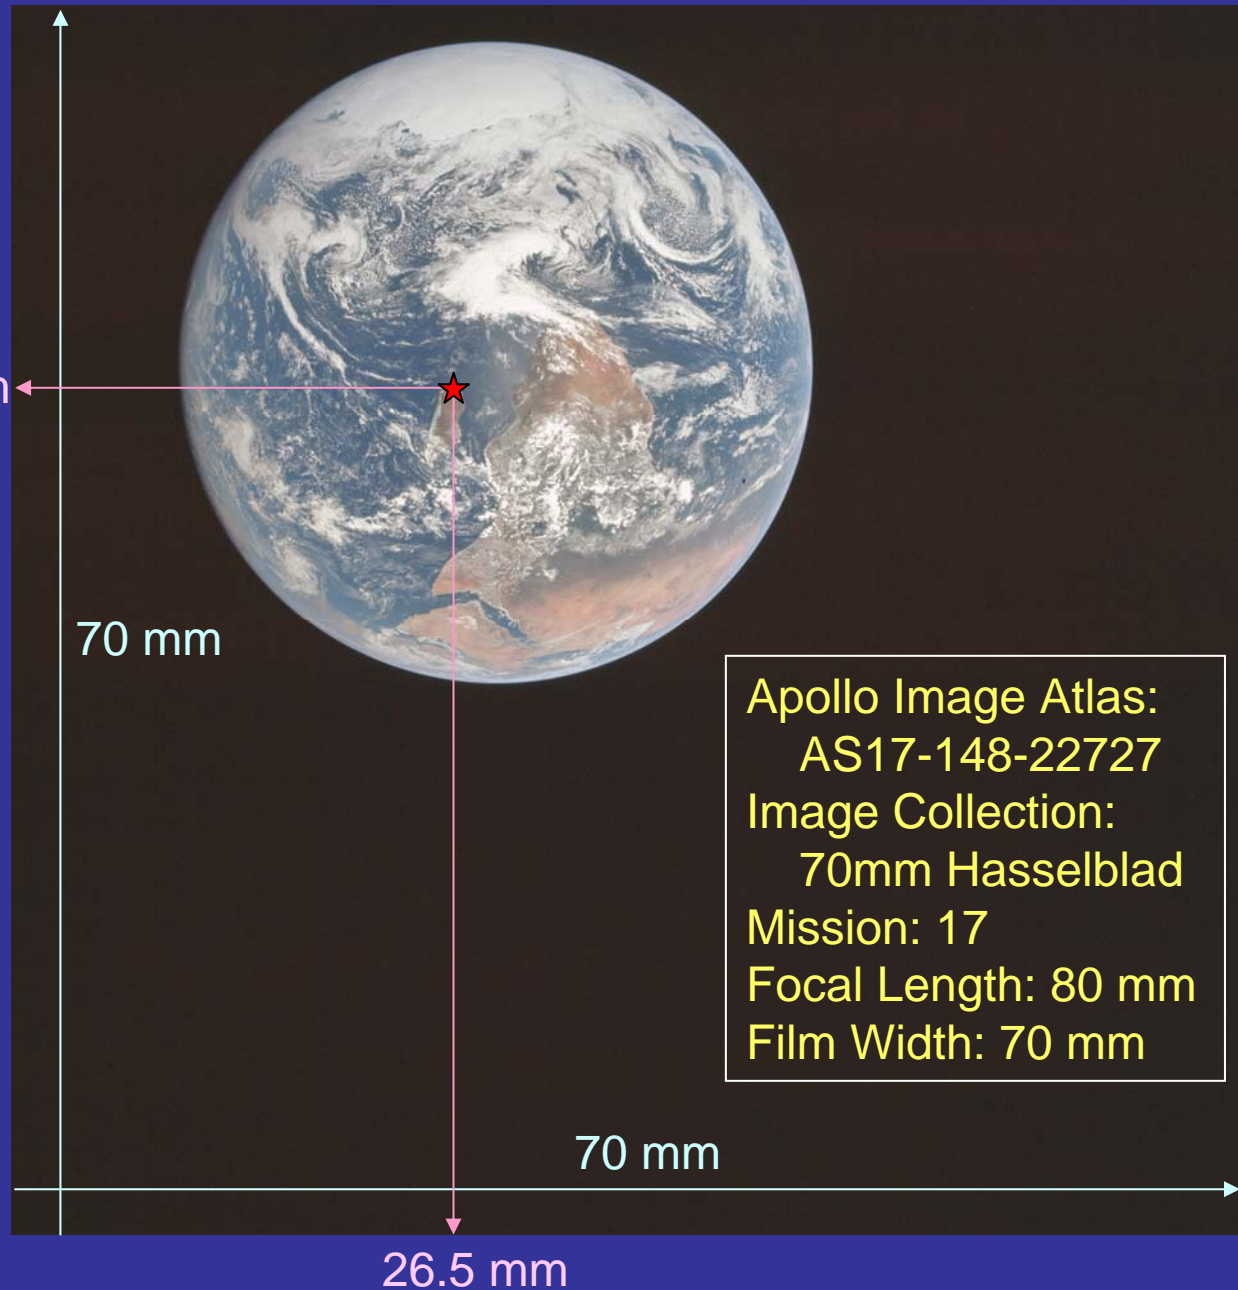 70 mm
Apollo Image Atlas:
AS17-148-22727
Image Collection:
70mm Hasselblad
Mission: 17
Focal Length: 80 mm
Film Width: 70 mm
70 mm
26.5 mm